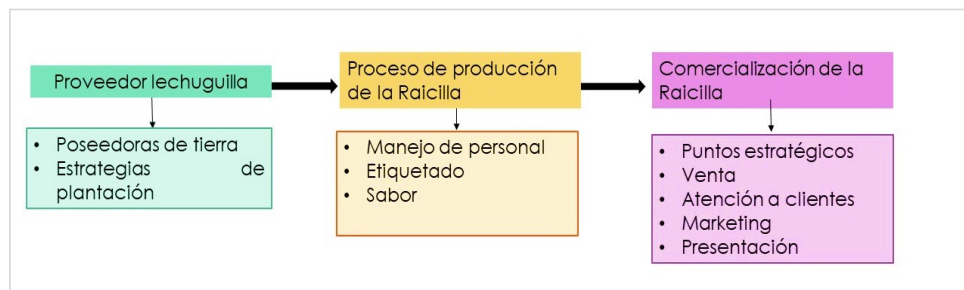 Proveedor lechuguilla
• Poseedoras de tierra
• Estrategias de
plantación
Proceso de producción
de la Raicilla
• Manejo de personal
• Etiquetado
• Sabor
Comercialización de la
Raicilla
• Puntos estratégicos
• Venta
• Atención a clientes
• Marketing
• Presentación